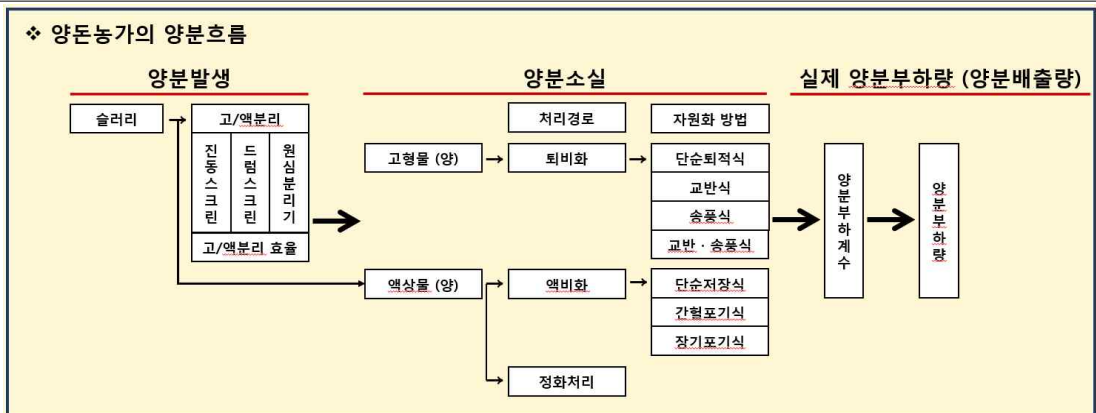 ❖ 양돈농가의 양분흐름
양분발생
양분소실
실제 양분부하량 (양분배출량)
슬러리
고/액분리
진동스크린
드럼스크린
원심분리기
고/액분리 효율
처리경로
자원화 방법
고형물 (양)
퇴비화
단순퇴적식
교반식
송풍식
교반 · 송풍식
액상물 (양)
액비화
단순저장식
간헐포기식
장기포기식
정화처리
양분부하계수
양분부하량